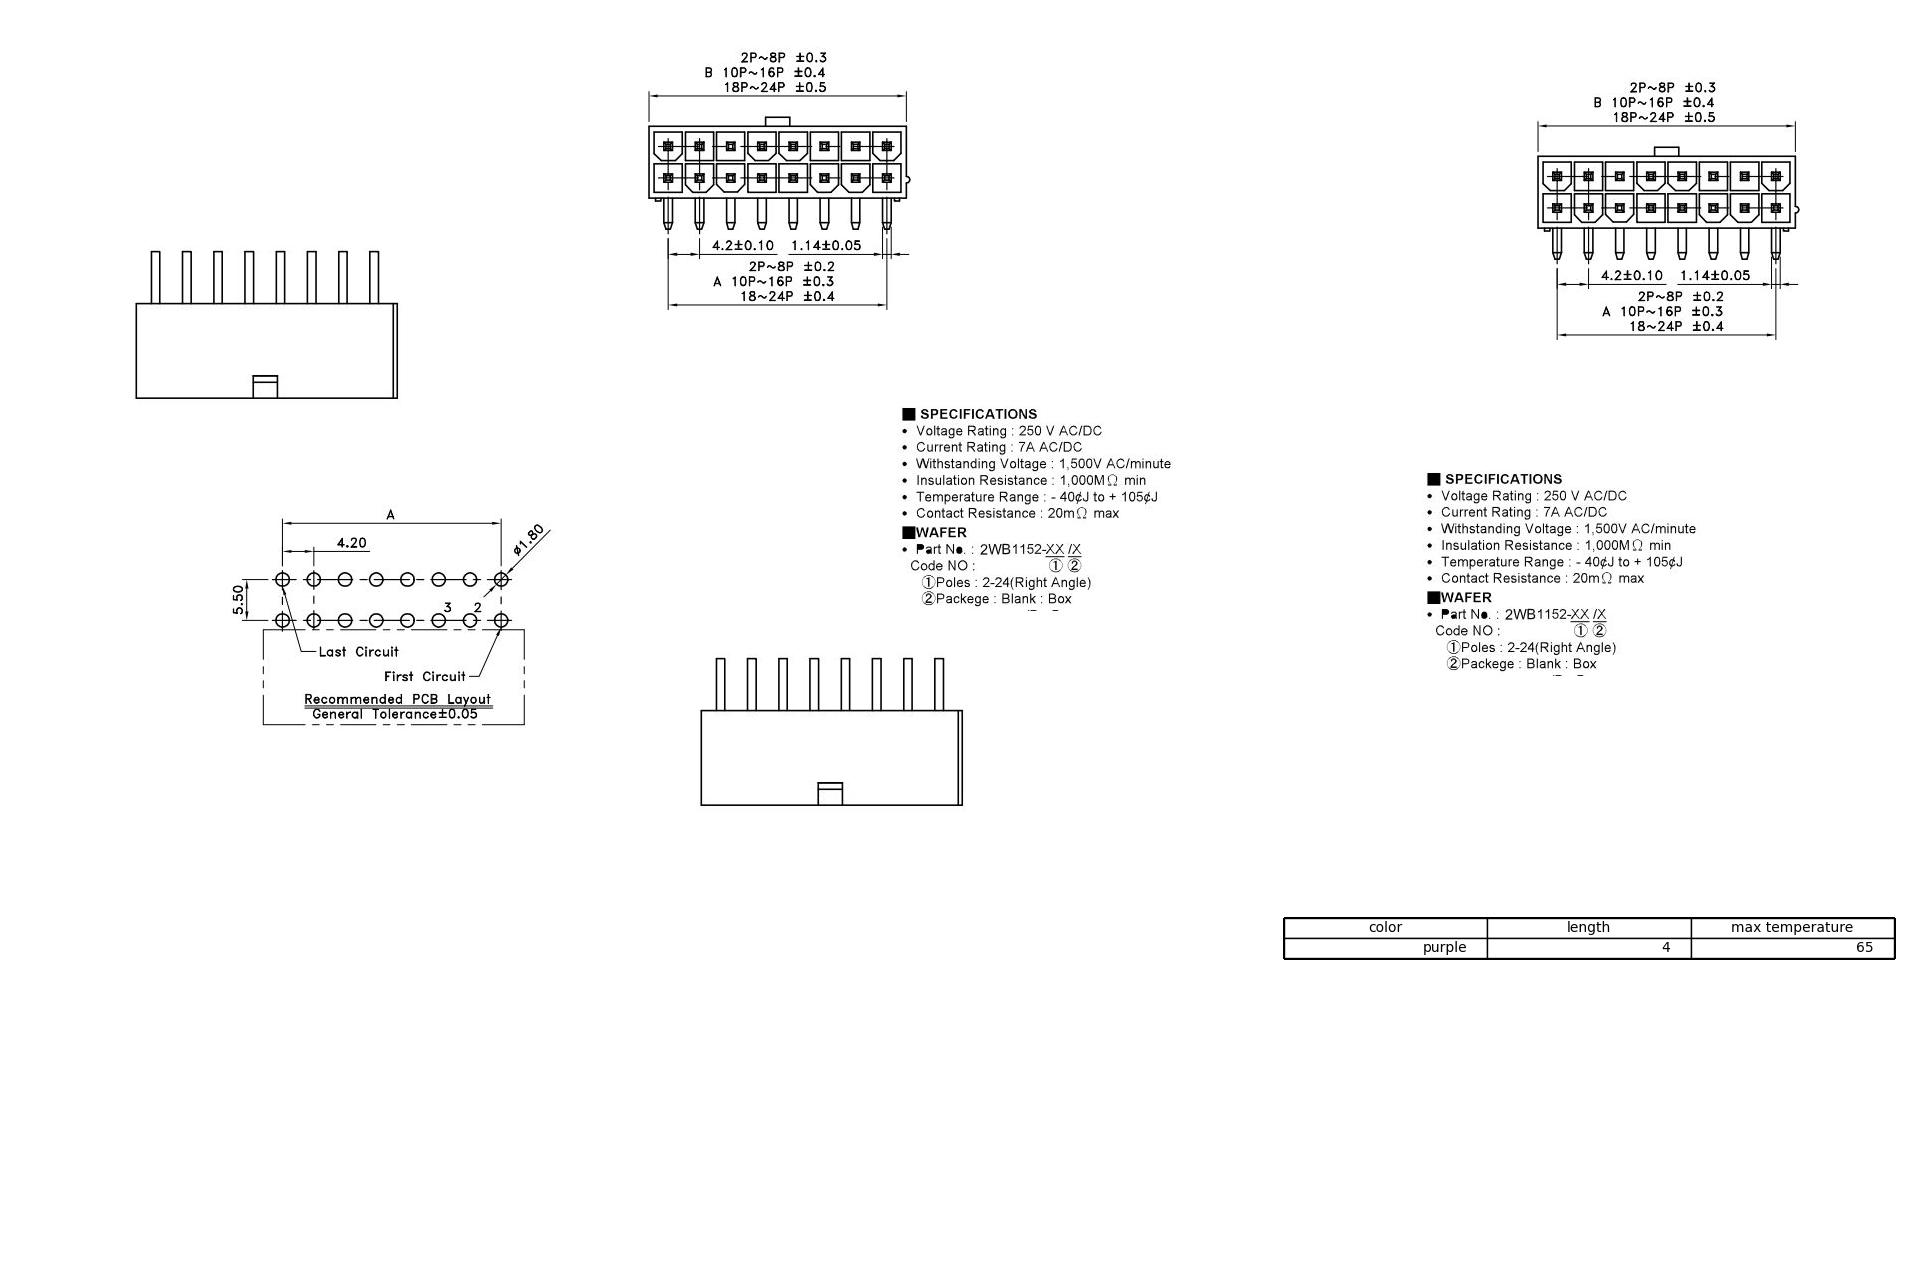 2P~8P ±0.3
B 10P~16P ±0.4
18P~24P ±0.5
4.2±0.10 1.14±0.05
2P~8P ±0.2
A 10P~16P ±0.3
18~24P ±0.4
2P~8P ±0.3
B 10P~16P ±0.4
18P~24P ±0.5
4.2±0.10 1.14±0.05
2P~8P ±0.2
A 10P~16P ±0.3
18~24P ±0.4
■ SPECIFICATIONS
• Voltage Rating : 250 V AC/DC
• Current Rating : 7A AC/DC
• Withstanding Voltage : 1,500V AC/minute
• Insulation Resistance : 1,000MΩ min
• Temperature Range : - 40¢J to + 105¢J
• Contact Resistance : 20mΩ max
■WAFER
• Part No. : 2WB1152-XX /X
Code NO : ① ②
①Poles : 2-24(Right Angle)
②Packege : Blank : Box
■ SPECIFICATIONS
• Voltage Rating : 250 V AC/DC
• Current Rating : 7A AC/DC
• Withstanding Voltage : 1,500V AC/minute
• Insulation Resistance : 1,000MΩ min
• Temperature Range : - 40¢J to + 105¢J
• Contact Resistance : 20mΩ max
■WAFER
• Part No. : 2WB1152-XX /X
Code NO : ① ②
①Poles : 2-24(Right Angle)
②Packege : Blank : Box
A
4.20
ø1.80
5.50
3 2
Last Circuit
First Circuit
Recommended PCB Layout
General Tolerance±0.05
color length max temperature
purple 4 65